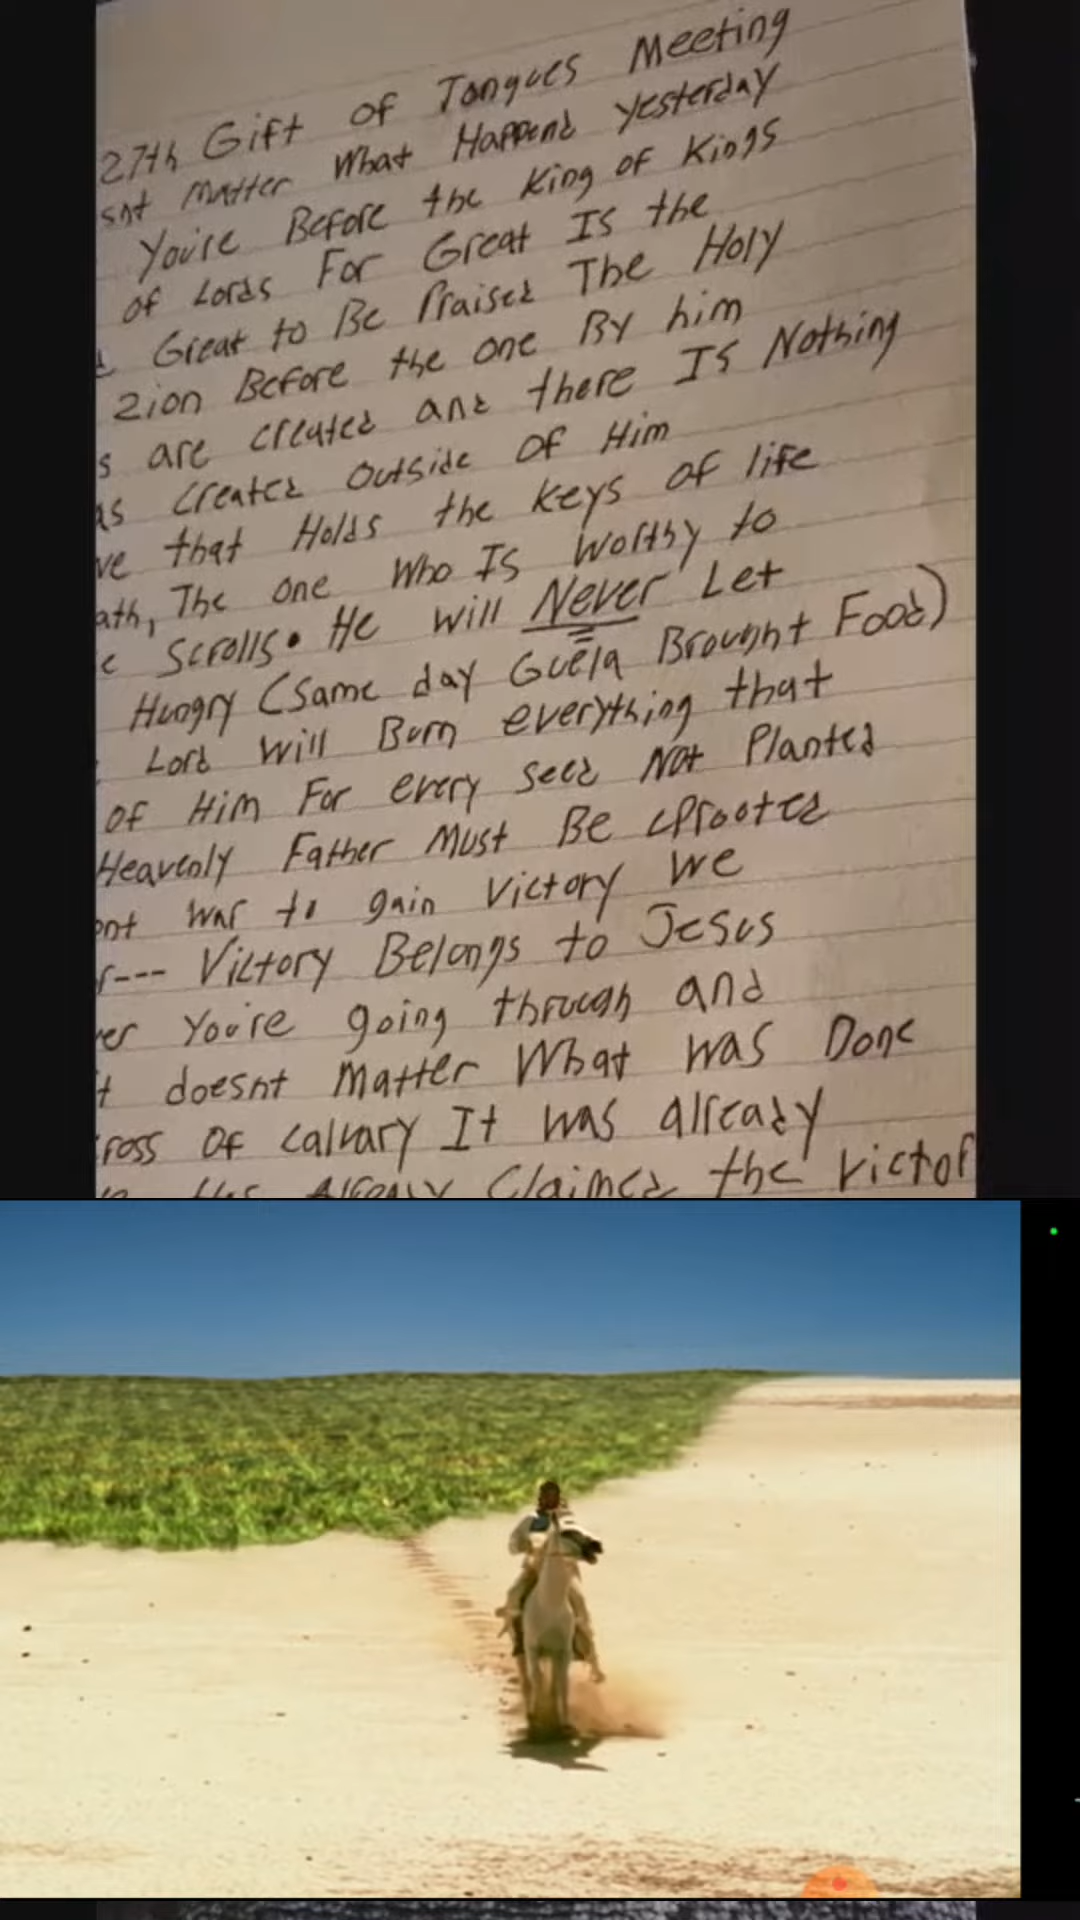 27th Gift of Tongues Meeting
snt Matter What Happend yesterday
You're Before the King of Kings
of Lords For Great Is the
Great to Be Praised The Holy
Zion Before the one By him
s are created and there Is Nothing
as created outside of Him
ve that Holds the keys of life
ath, The one Who Is Worthy to
e Scrolls. He will Never Let
Hungry (Same day Guela Brought Food)
Lord will Burn everything that
of Him For every seed Not Planted
Heavenly Father Must Be uprooted
ont War to gain Victory we
r--- Victory Belongs to Jesus
er You're going through and
t doesnt Matter What was Done
ross of calvary It was already
Already Claimed the victor